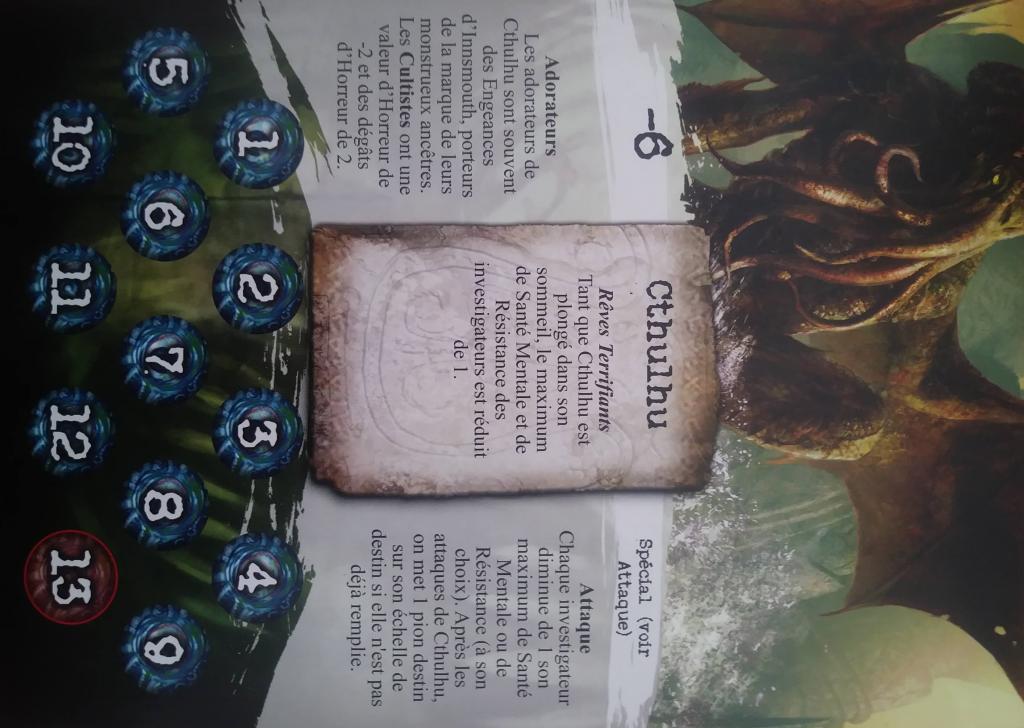 -6
Cthulhu
Spécial (voir
Attaque)
Adorateurs
Les adorateurs de
Cthulhu sont souvent
des Engeances
d'Innsmouth, porteurs
de la marque de leurs
monstrueux ancêtres.
Les Cultistes ont une
valeur d'Horreur de
-2 et des dégâts
d'Horreur de 2.
Rêves Terrifiants
Tant que Cthulhu est
plongé dans son
sommeil, le maximum
de Santé Mentale et de
Résistance des
investigateurs est réduit
de 1.
Attaque
Chaque investigateur
diminue de 1 son
maximum de Santé
Mentale ou de
Résistance (à son
choix). Après les
attaques de Cthulhu,
on met 1 pion destin
sur son échelle de
destin si elle n'est pas
déjà remplie.
1 2 3 4
5 6 7 8 9
10 11 12 13